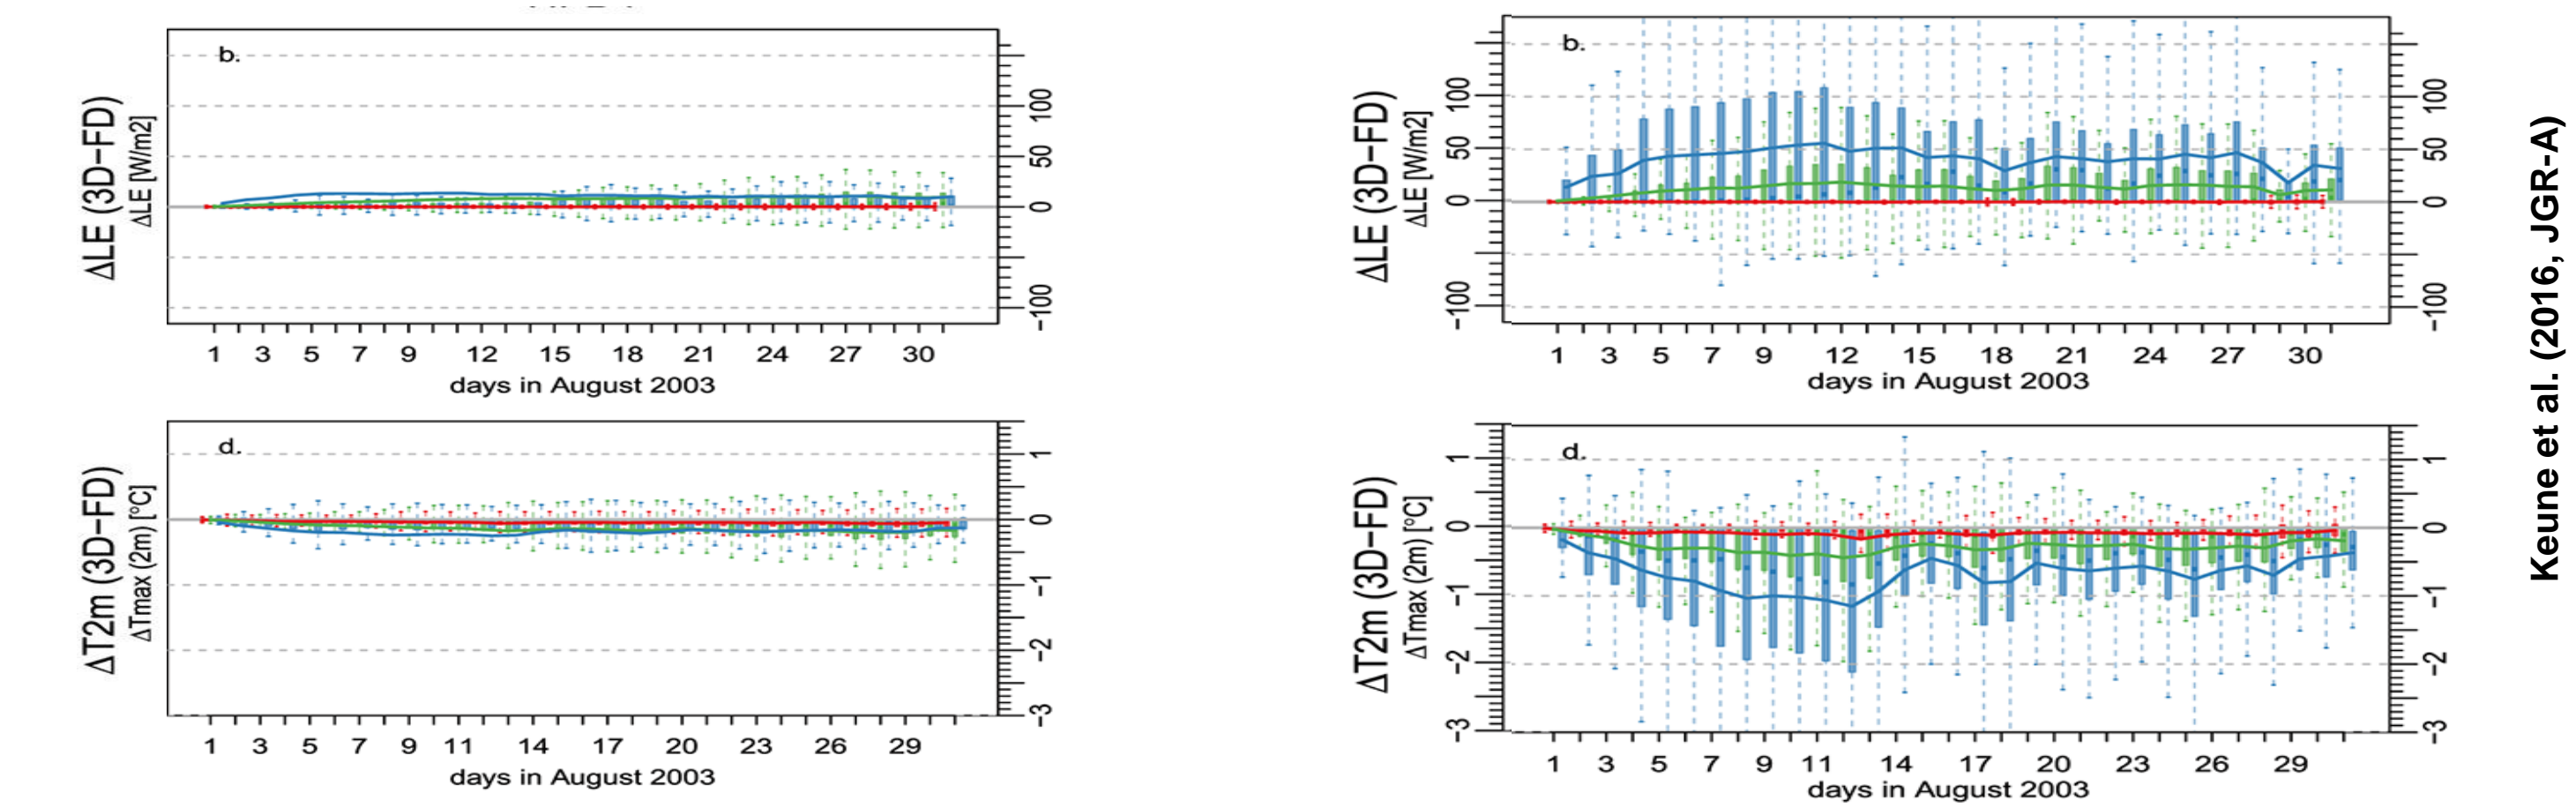 b.
ΔLE (3D−FD)
ΔLE [W/m2]
100
50
0
−100
1 3 5 7 9 12 15 18 21 24 27 30
days in August 2003
b.
ΔLE (3D−FD)
ΔLE [W/m2]
100
50
0
−100
100
50
0
−100
1 3 5 7 9 12 15 18 21 24 27 30
days in August 2003
d.
ΔT2m (3D−FD)
ΔTmax (2m) [°C]
1
0
−1
−2
−3
1 3 5 7 9 11 14 17 20 23 26 29
days in August 2003
d.
ΔT2m (3D−FD)
ΔTmax (2m) [°C]
1
0
−1
−2
−3
1
0
−1
−2
−3
1 3 5 7 9 11 14 17 20 23 26 29
days in August 2003
Keune et al. (2016, JGR-A)